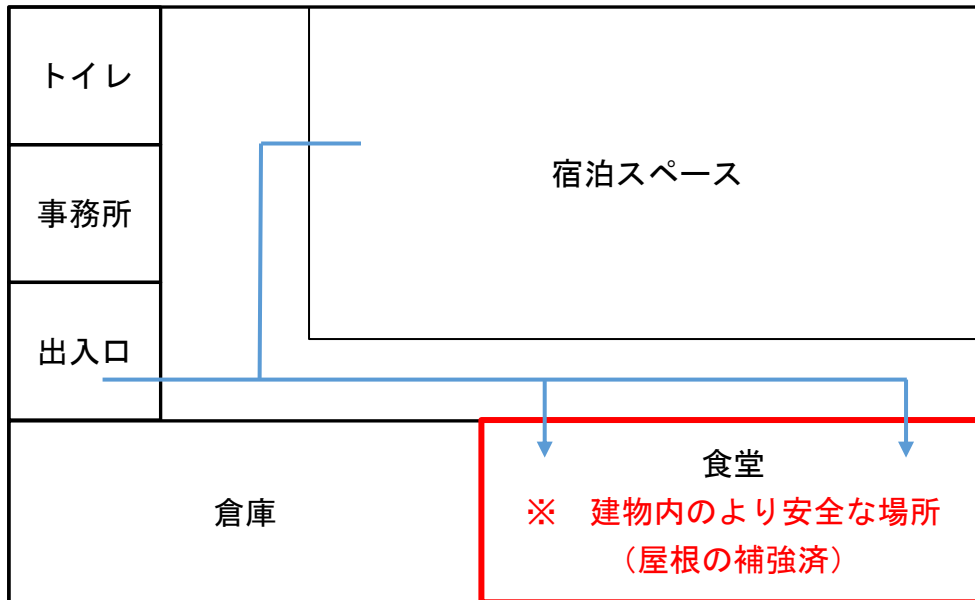 トイレ
宿泊スペース
事務所
出入口
食堂
倉庫
※　建物内のより安全な場所
（屋根の補強済）